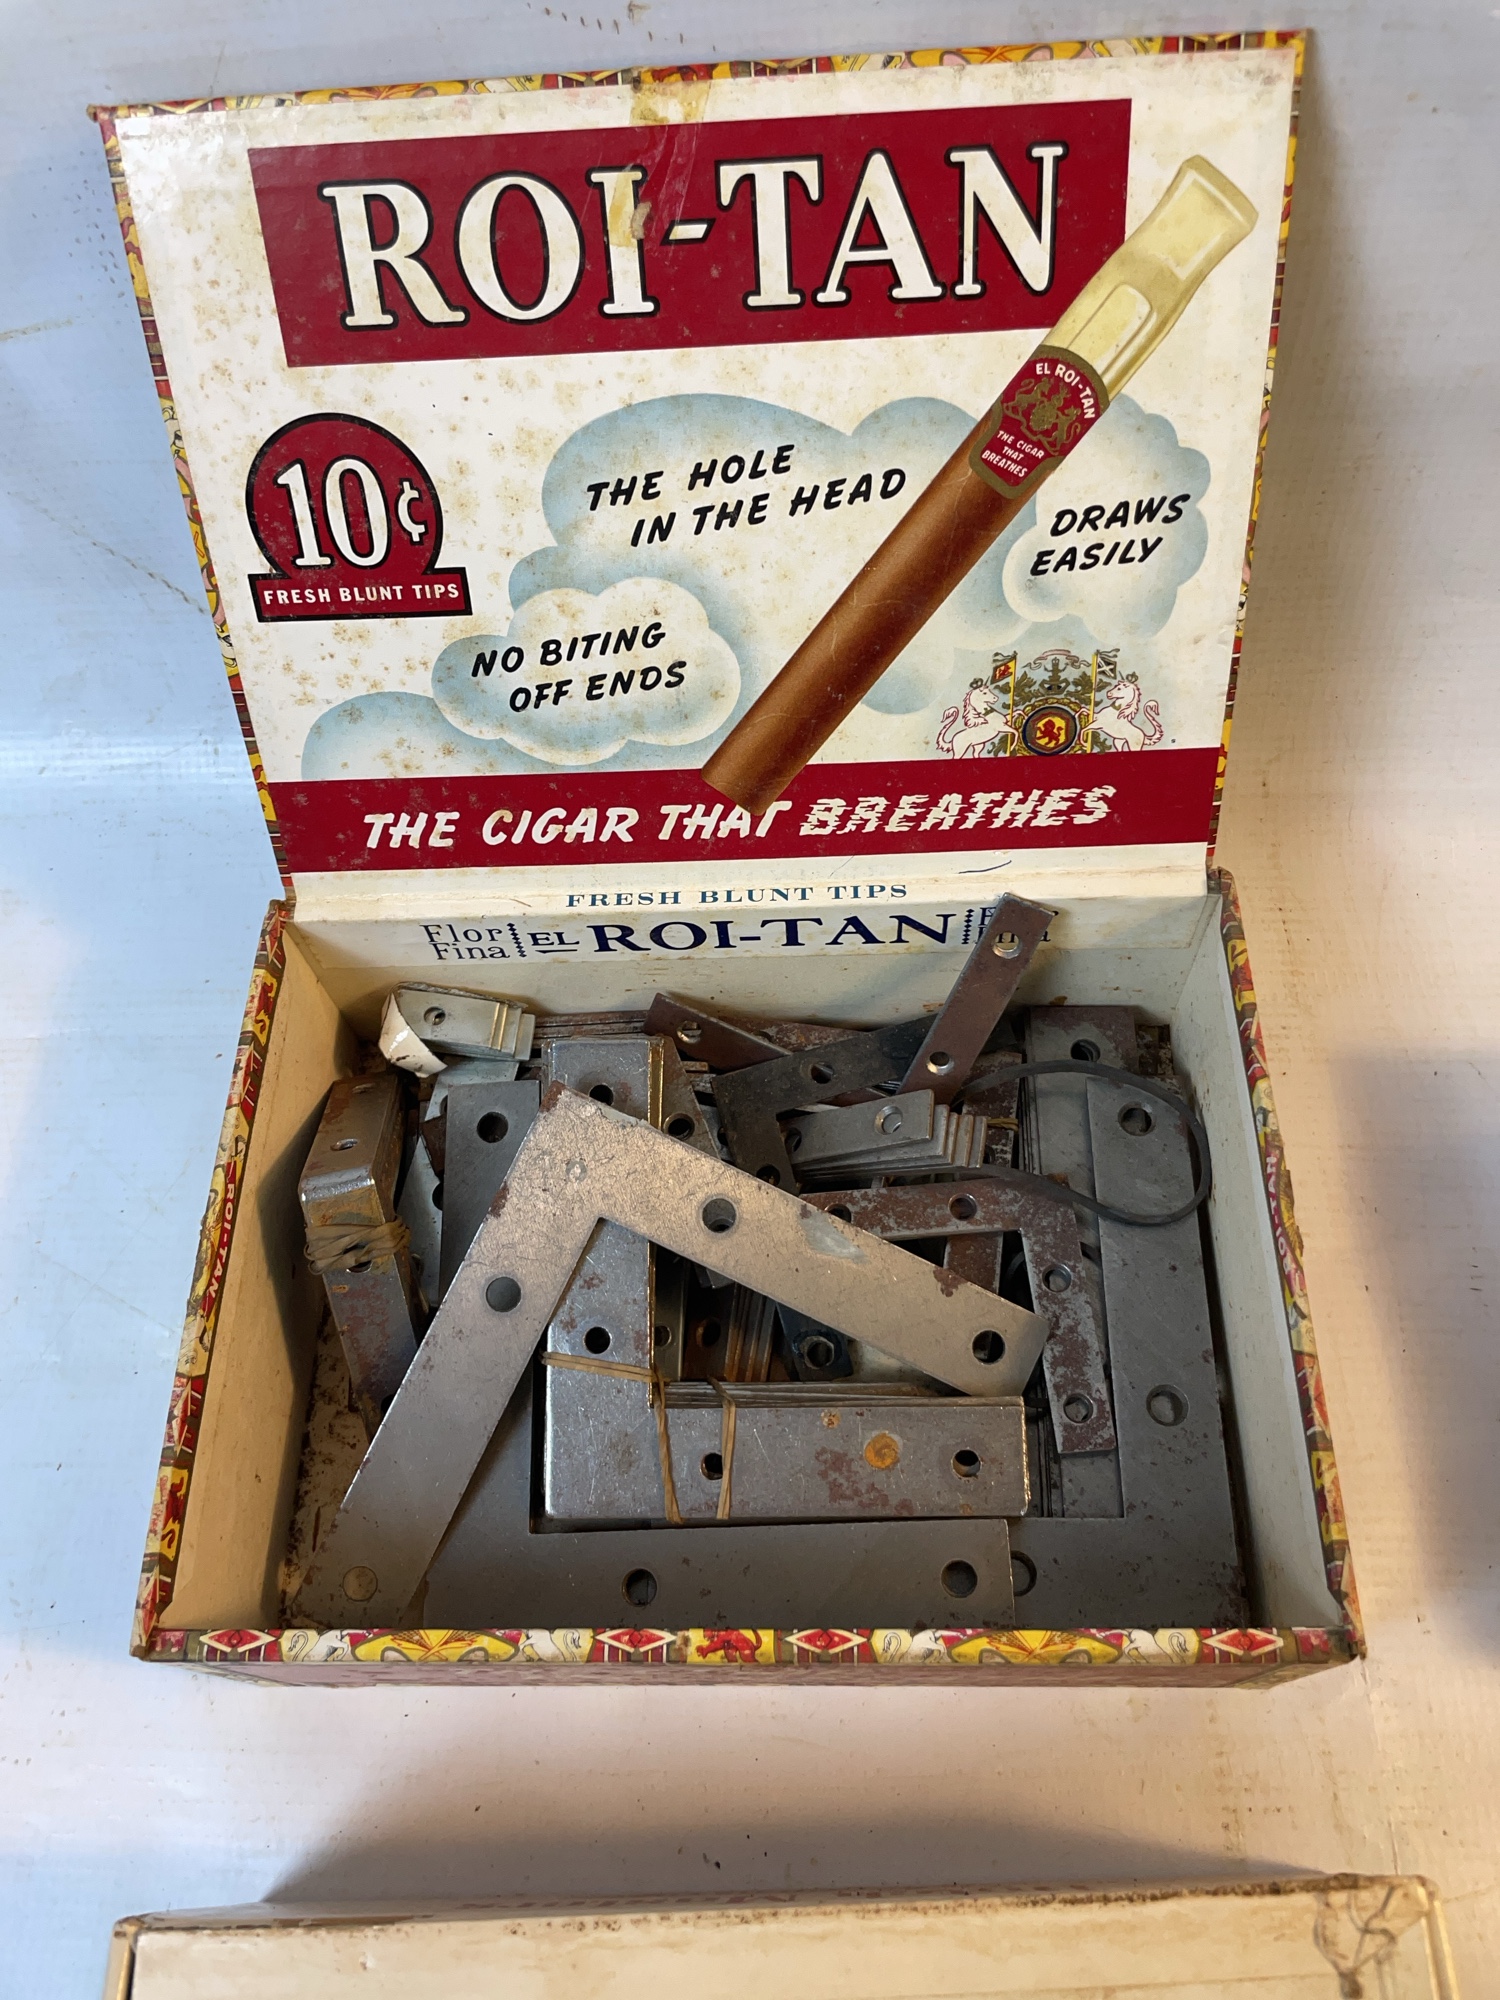 ROI-TAN
EL ROI-TAN
THE CIGAR
THAT
BREATHES
10¢
FRESH BLUNT TIPS
THE HOLE
IN THE HEAD
DRAWS
EASILY
NO BITING
OFF ENDS
THE CIGAR THAT BREATHES
FRESH BLUNT TIPS
Flor
Fina
EL ROI-TAN
ROI-TAN